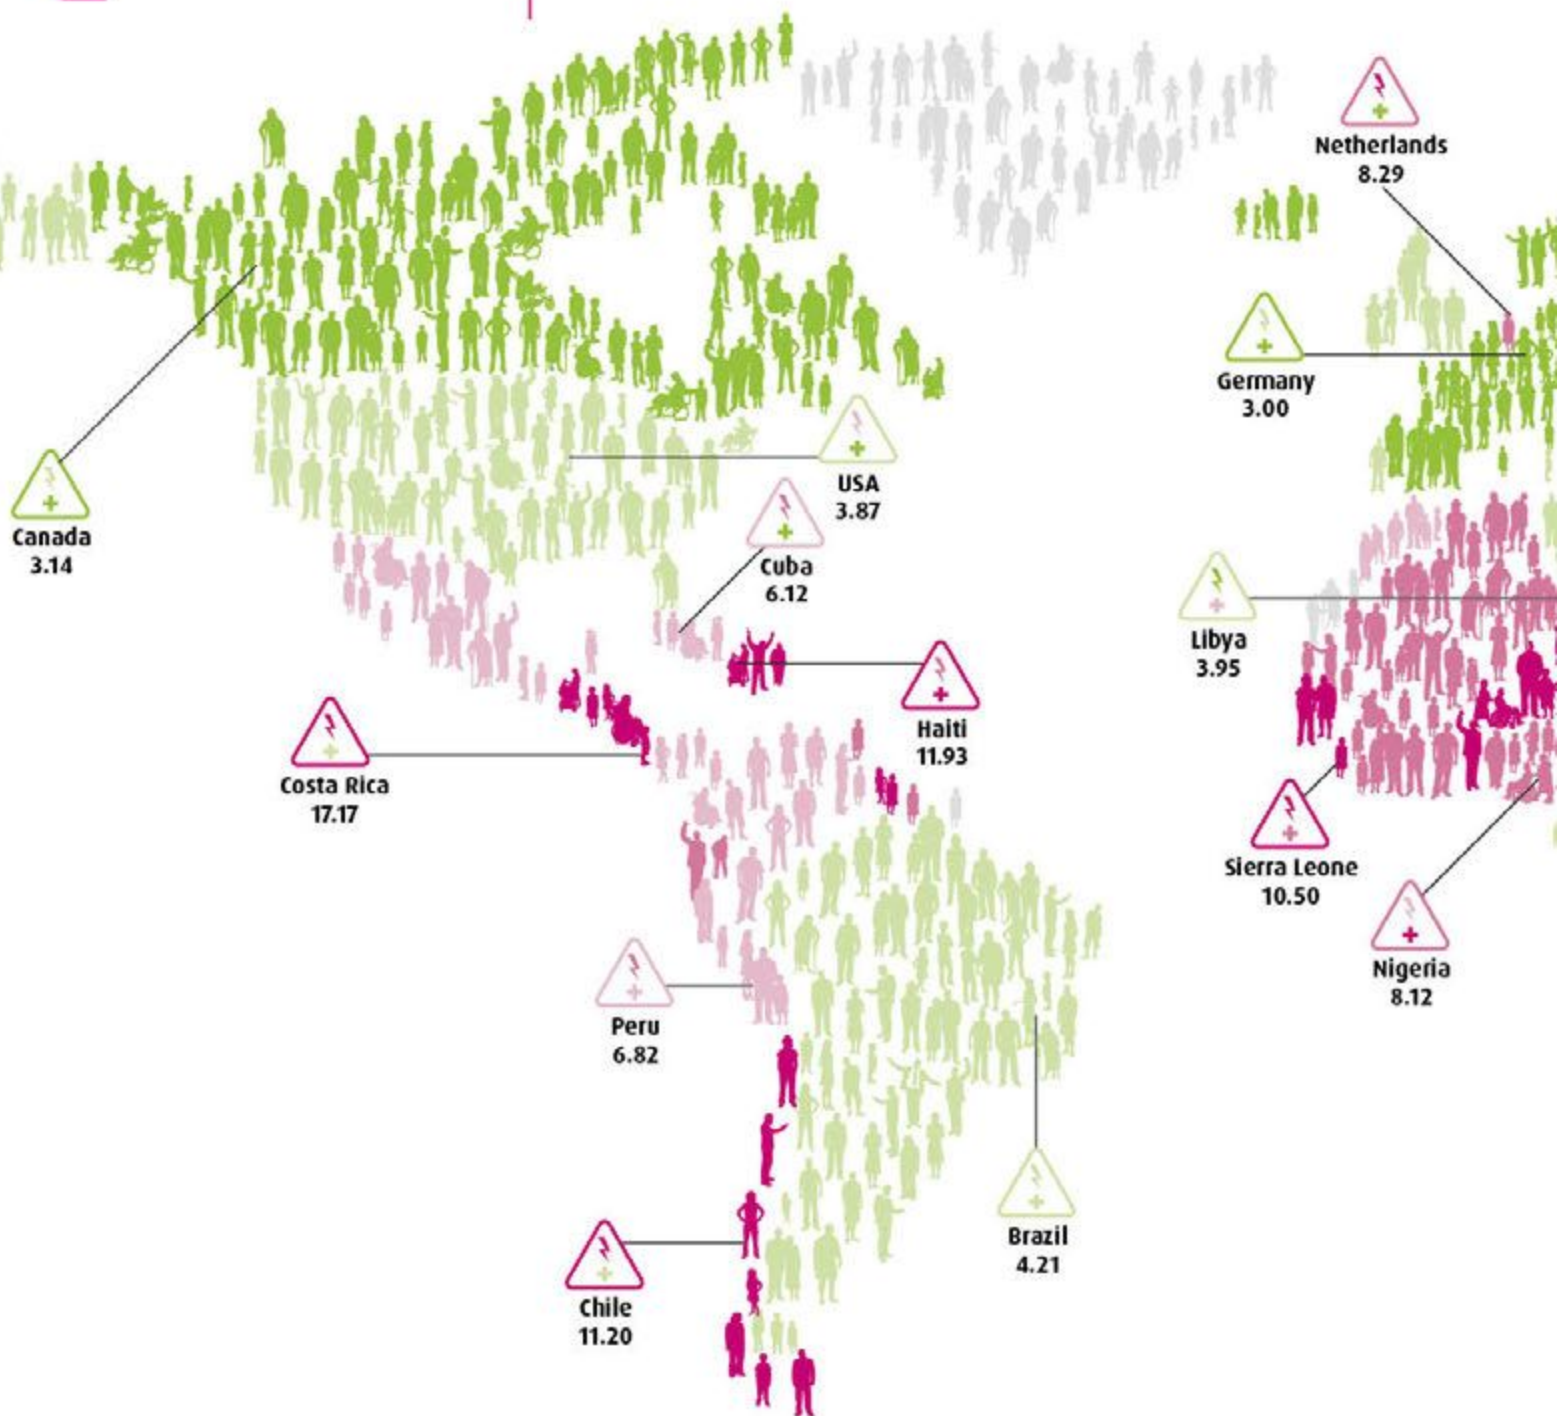 Netherlands
8.29
Germany
3.00
USA
3.87
Canada
3.14
Cuba
6.12
Libya
3.95
Haiti
11.93
Costa Rica
17.17
Sierra Leone
10.50
Nigeria
8.12
Peru
6.82
Brazil
4.21
Chile
11.20